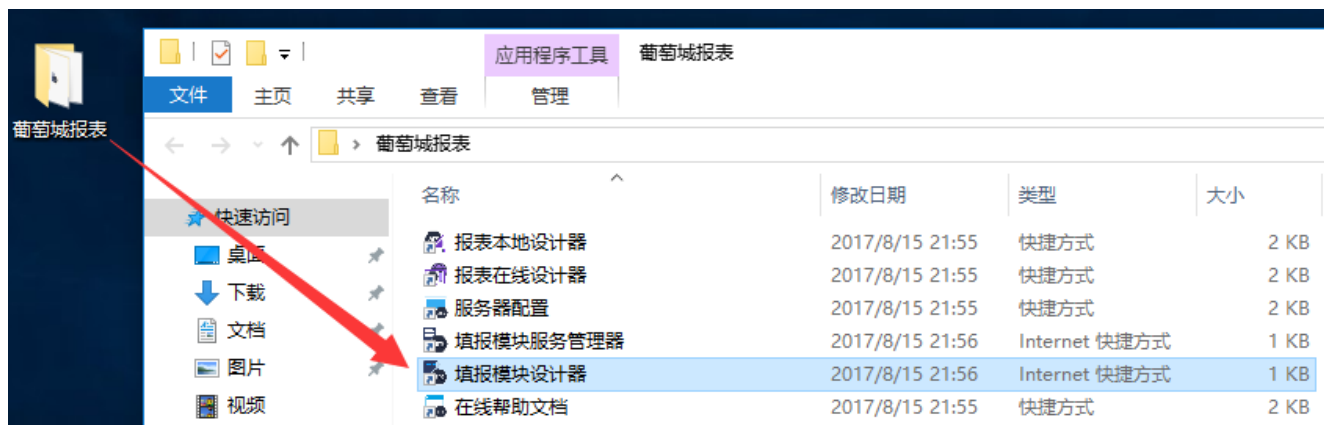 葡萄城报表
应用程序工具 葡萄城报表
文件 主页 共享 查看 管理
葡萄城报表
名称 修改日期 类型 大小
快速访问
桌面
下载
文档
图片
视频
报表本地设计器 2017/8/15 21:55 快捷方式 2 KB
报表在线设计器 2017/8/15 21:55 快捷方式 2 KB
服务器配置 2017/8/15 21:55 快捷方式 2 KB
填报模块服务管理器 2017/8/15 21:56 Internet 快捷方式 1 KB
填报模块设计器 2017/8/15 21:56 Internet 快捷方式 1 KB
在线帮助文档 2017/8/15 21:55 快捷方式 2 KB